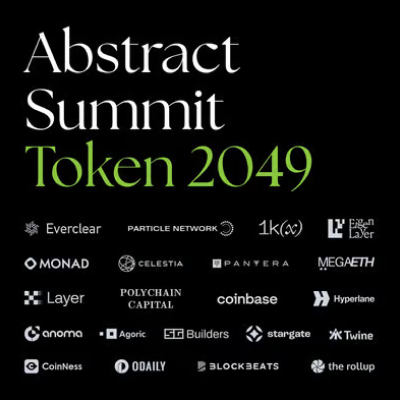 Abstract
Summit
Token 2049
Everclear PARTICLE NETWORK 1k(x) Eigen Layer
MONAD CELESTIA PANTERA MEGAETH
Layer POLYCHAIN CAPITAL coinbase Hyperlane
anoma Agoric SG Builders stargate Twine
CoinNess ODAILY BLOCKBEATS the rollup